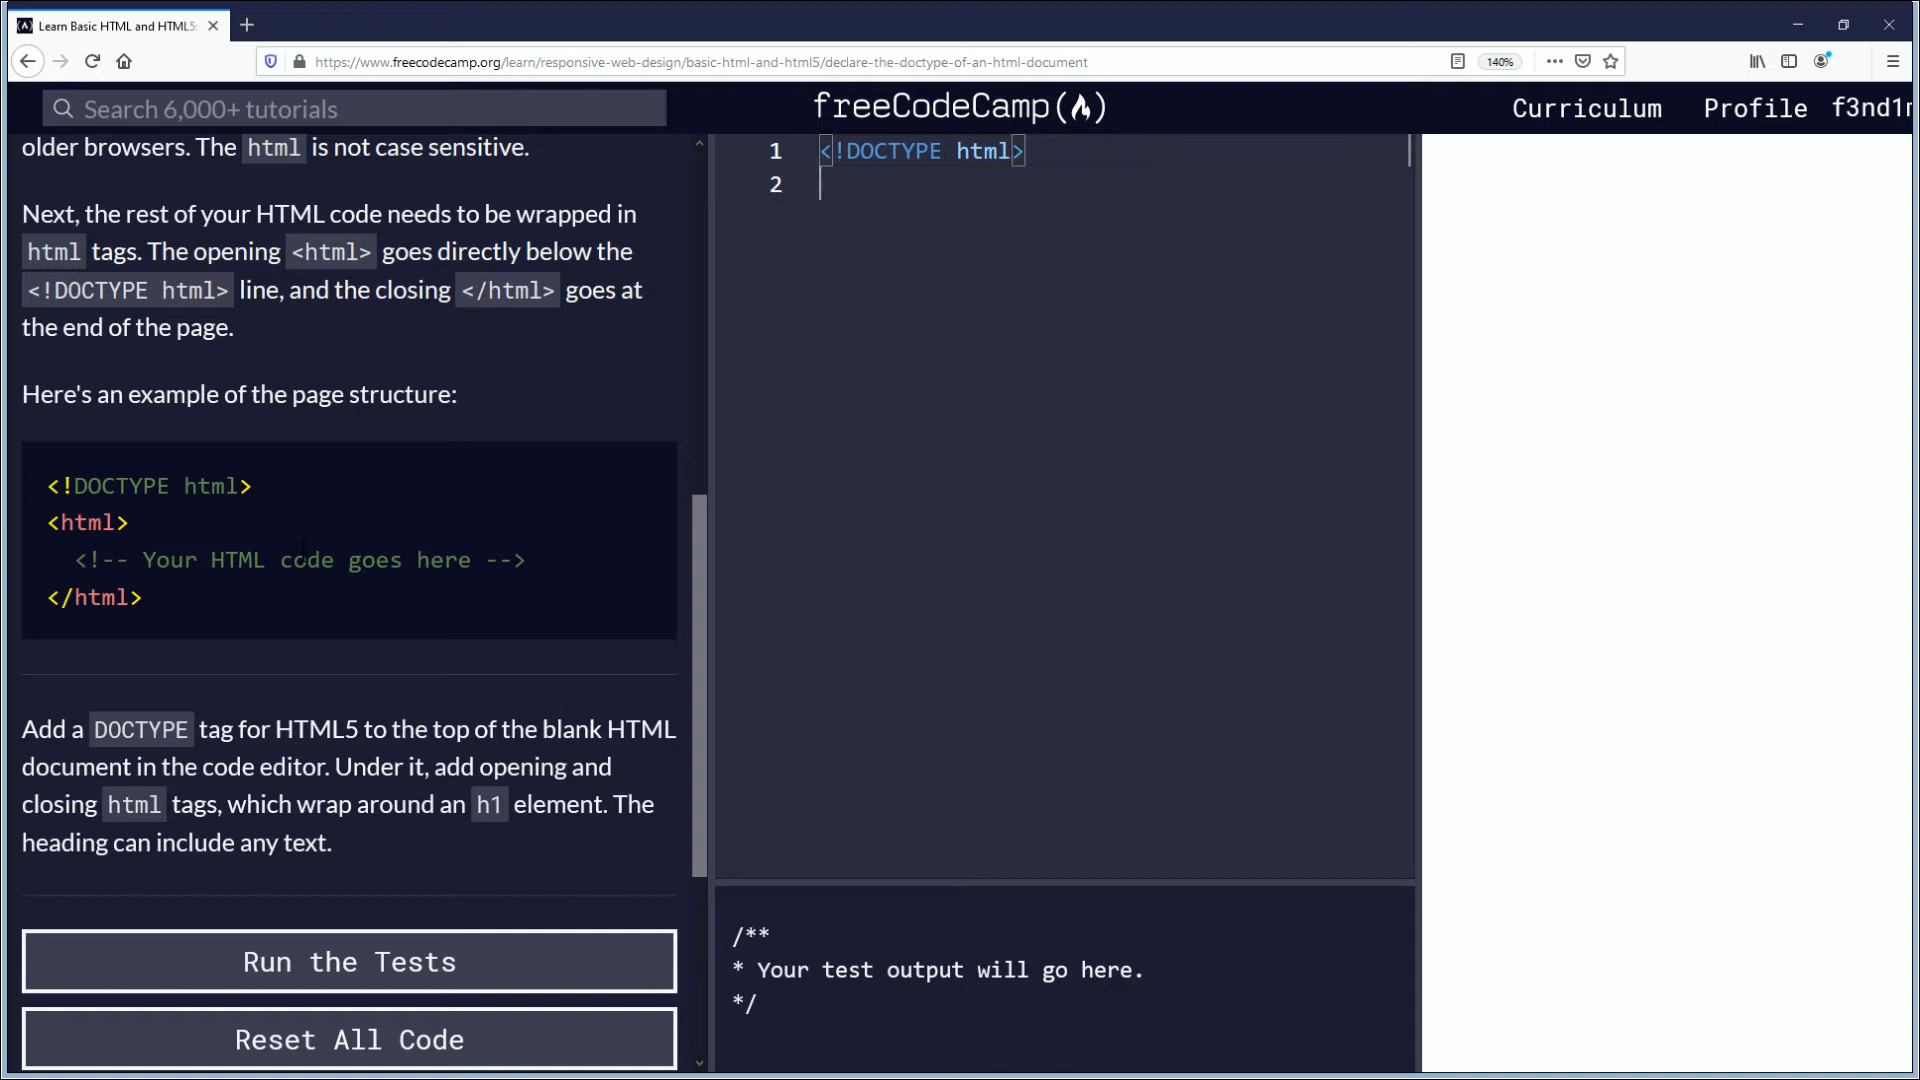 Learn Basic HTML and HTML5:
https://www.freecodecamp.org/learn/responsive-web-design/basic-html-and-html5/declare-the-doctype-of-an-html-document
140%
Search 6,000+ tutorials
freeCodeCamp
Curriculum
Profile
f3nd1r
older browsers. The html is not case sensitive.
Next, the rest of your HTML code needs to be wrapped in
html tags. The opening <html> goes directly below the
<!DOCTYPE html> line, and the closing </html> goes at
the end of the page.
Here's an example of the page structure:
<!DOCTYPE html>
<html>
<!-- Your HTML code goes here -->
</html>
Add a DOCTYPE tag for HTML5 to the top of the blank HTML
document in the code editor. Under it, add opening and
closing html tags, which wrap around an h1 element. The
heading can include any text.
Run the Tests
Reset All Code
1 <!DOCTYPE html>
2
/**
* Your test output will go here.
*/